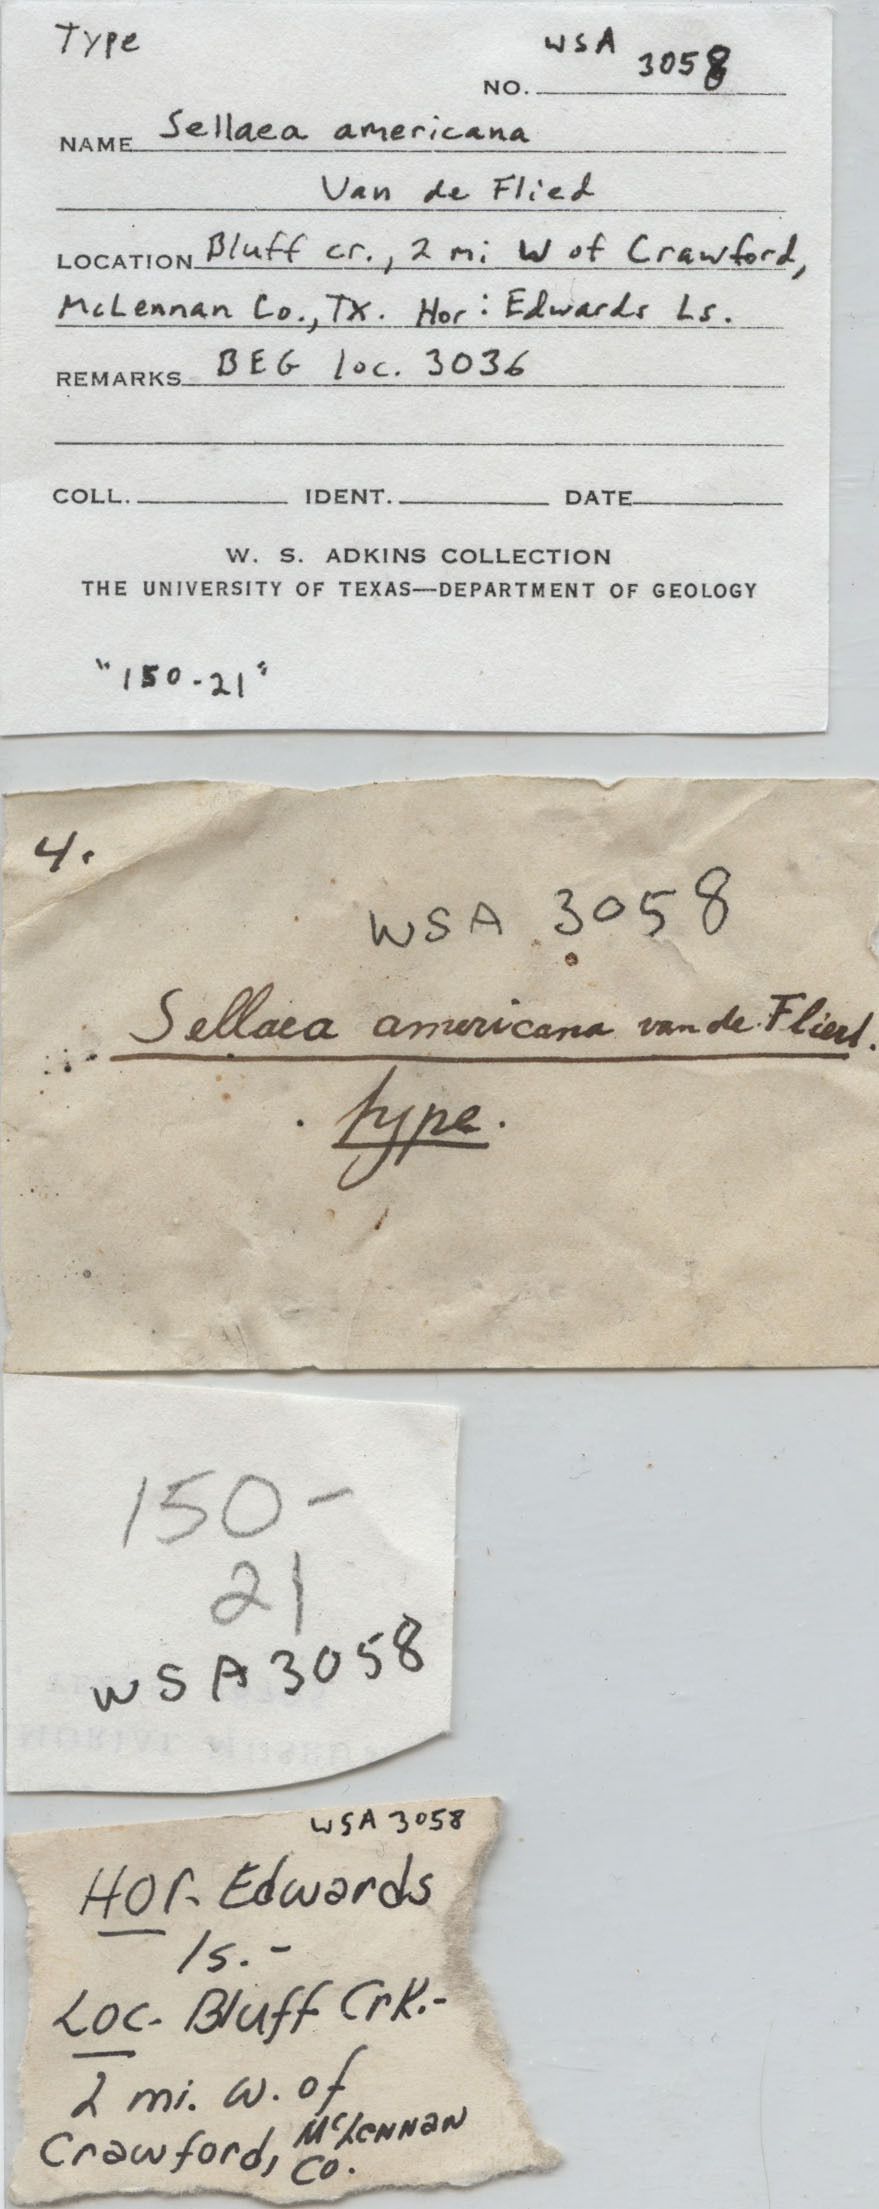 Type
WSA 3058
NO.
NAME Sellaea americana
Van de Flied
LOCATION Bluff cr., 2 mi W of Crawford,
McLennan Co., TX. Hor: Edwards Ls.
REMARKS BEG loc. 3036
COLL. IDENT. DATE
W. S. ADKINS COLLECTION
THE UNIVERSITY OF TEXAS—DEPARTMENT OF GEOLOGY
"150-21"
4.
WSA 3058
Sellaea americana van de Flierd.
type.
150-
21
WSA3058
WSA 3058
Hor- Edwards
ls.-
Loc- Bluff Crk.-
2 mi. w. of
Crawford, McLennan
Co.